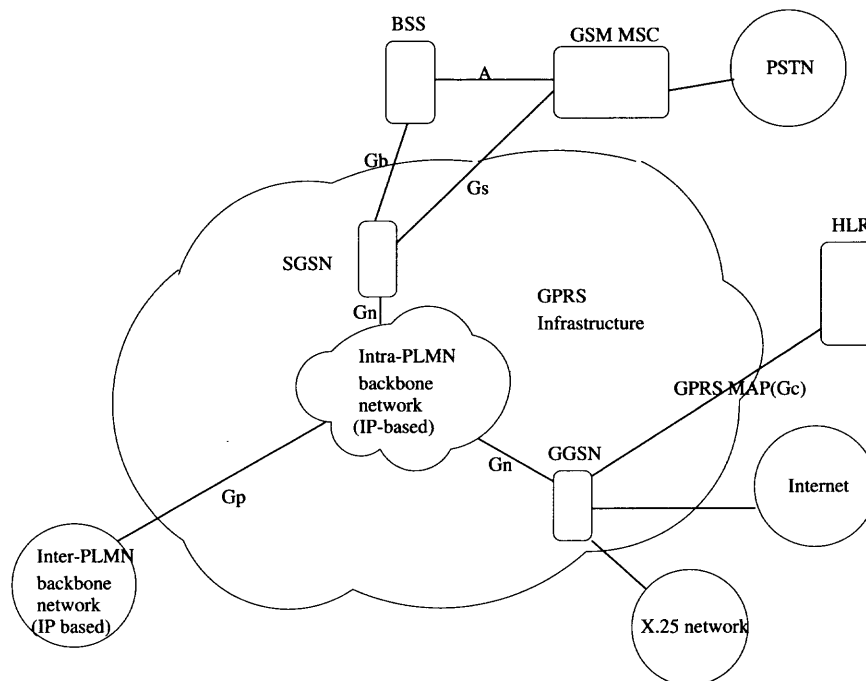 BSS
GSM MSC
A
PSTN
Gb
Gs
HLR
SGSN
GPRS
Infrastructure
Gn
Intra-PLMN
backbone
network
(IP-based)
GPRS MAP(Gc)
Gn
GGSN
Internet
Gp
Inter-PLMN
backbone
network
(IP based)
X.25 network